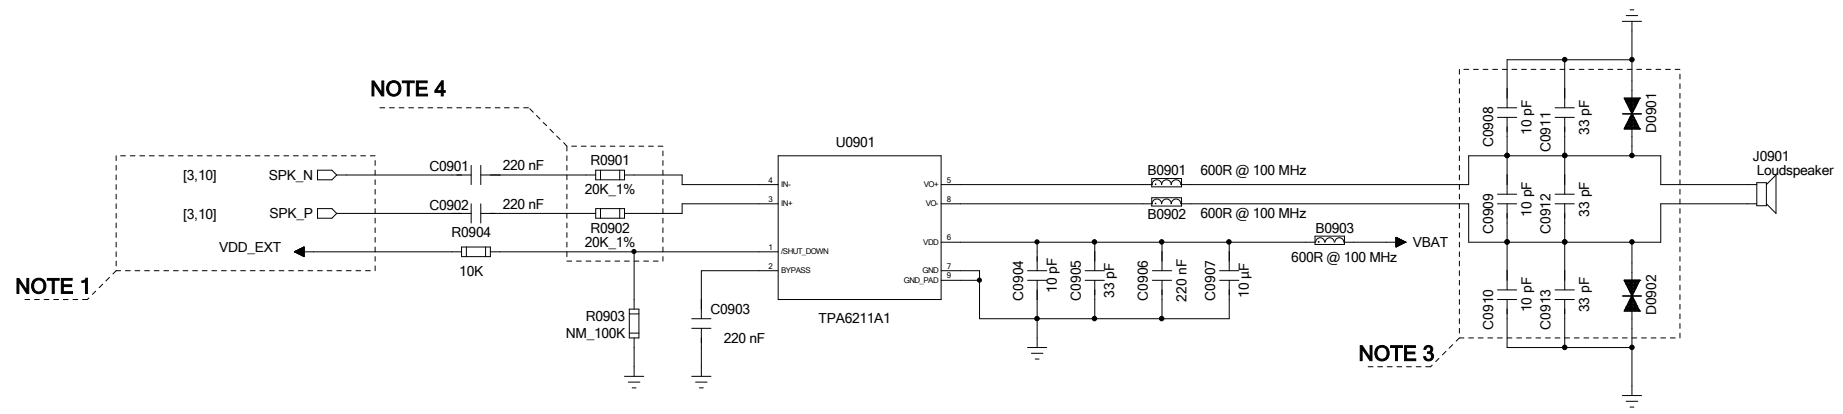 NOTE 4
NOTE 1
[3,10] SPK_N
[3,10] SPK_P
VDD_EXT
C0901 220 nF
C0902 220 nF
R0904
10K
R0901
20K_1%
R0902
20K_1%
R0903
NM_100K
C0903
220 nF
U0901
4 IN-
3 IN+
1 /SHUT_DOWN
2 BYPASS
VO+ 5
VO- 8
VDD 6
GND 7
GND_PAD 9
TPA6211A1
B0901 600R @ 100 MHz
B0902 600R @ 100 MHz
B0903
600R @ 100 MHz
VBAT
C0904
10 pF
C0905
33 pF
C0906
220 nF
C0907
10 µF
NOTE 3
C0908
10 pF
C0911
33 pF
D0901
C0909
10 pF
C0912
33 pF
C0910
10 pF
C0913
33 pF
D0902
J0901
Loudspeaker